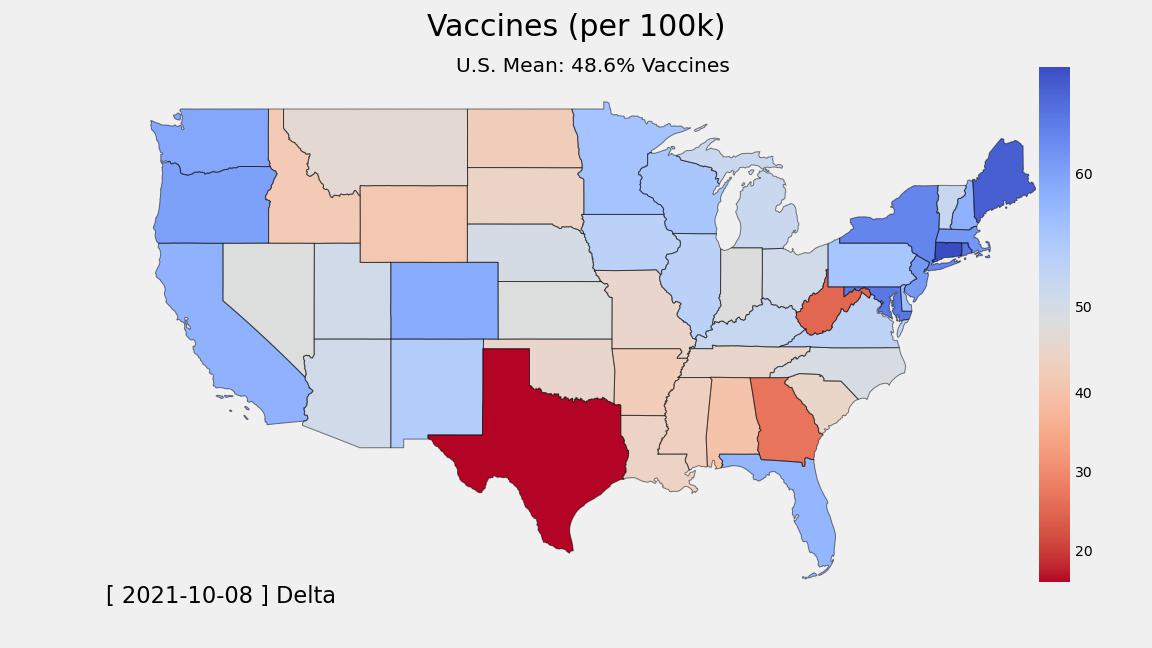 Vaccines (per 100k)
U.S. Mean: 48.6% Vaccines
60
50
40
30
20
[ 2021-10-08 ] Delta